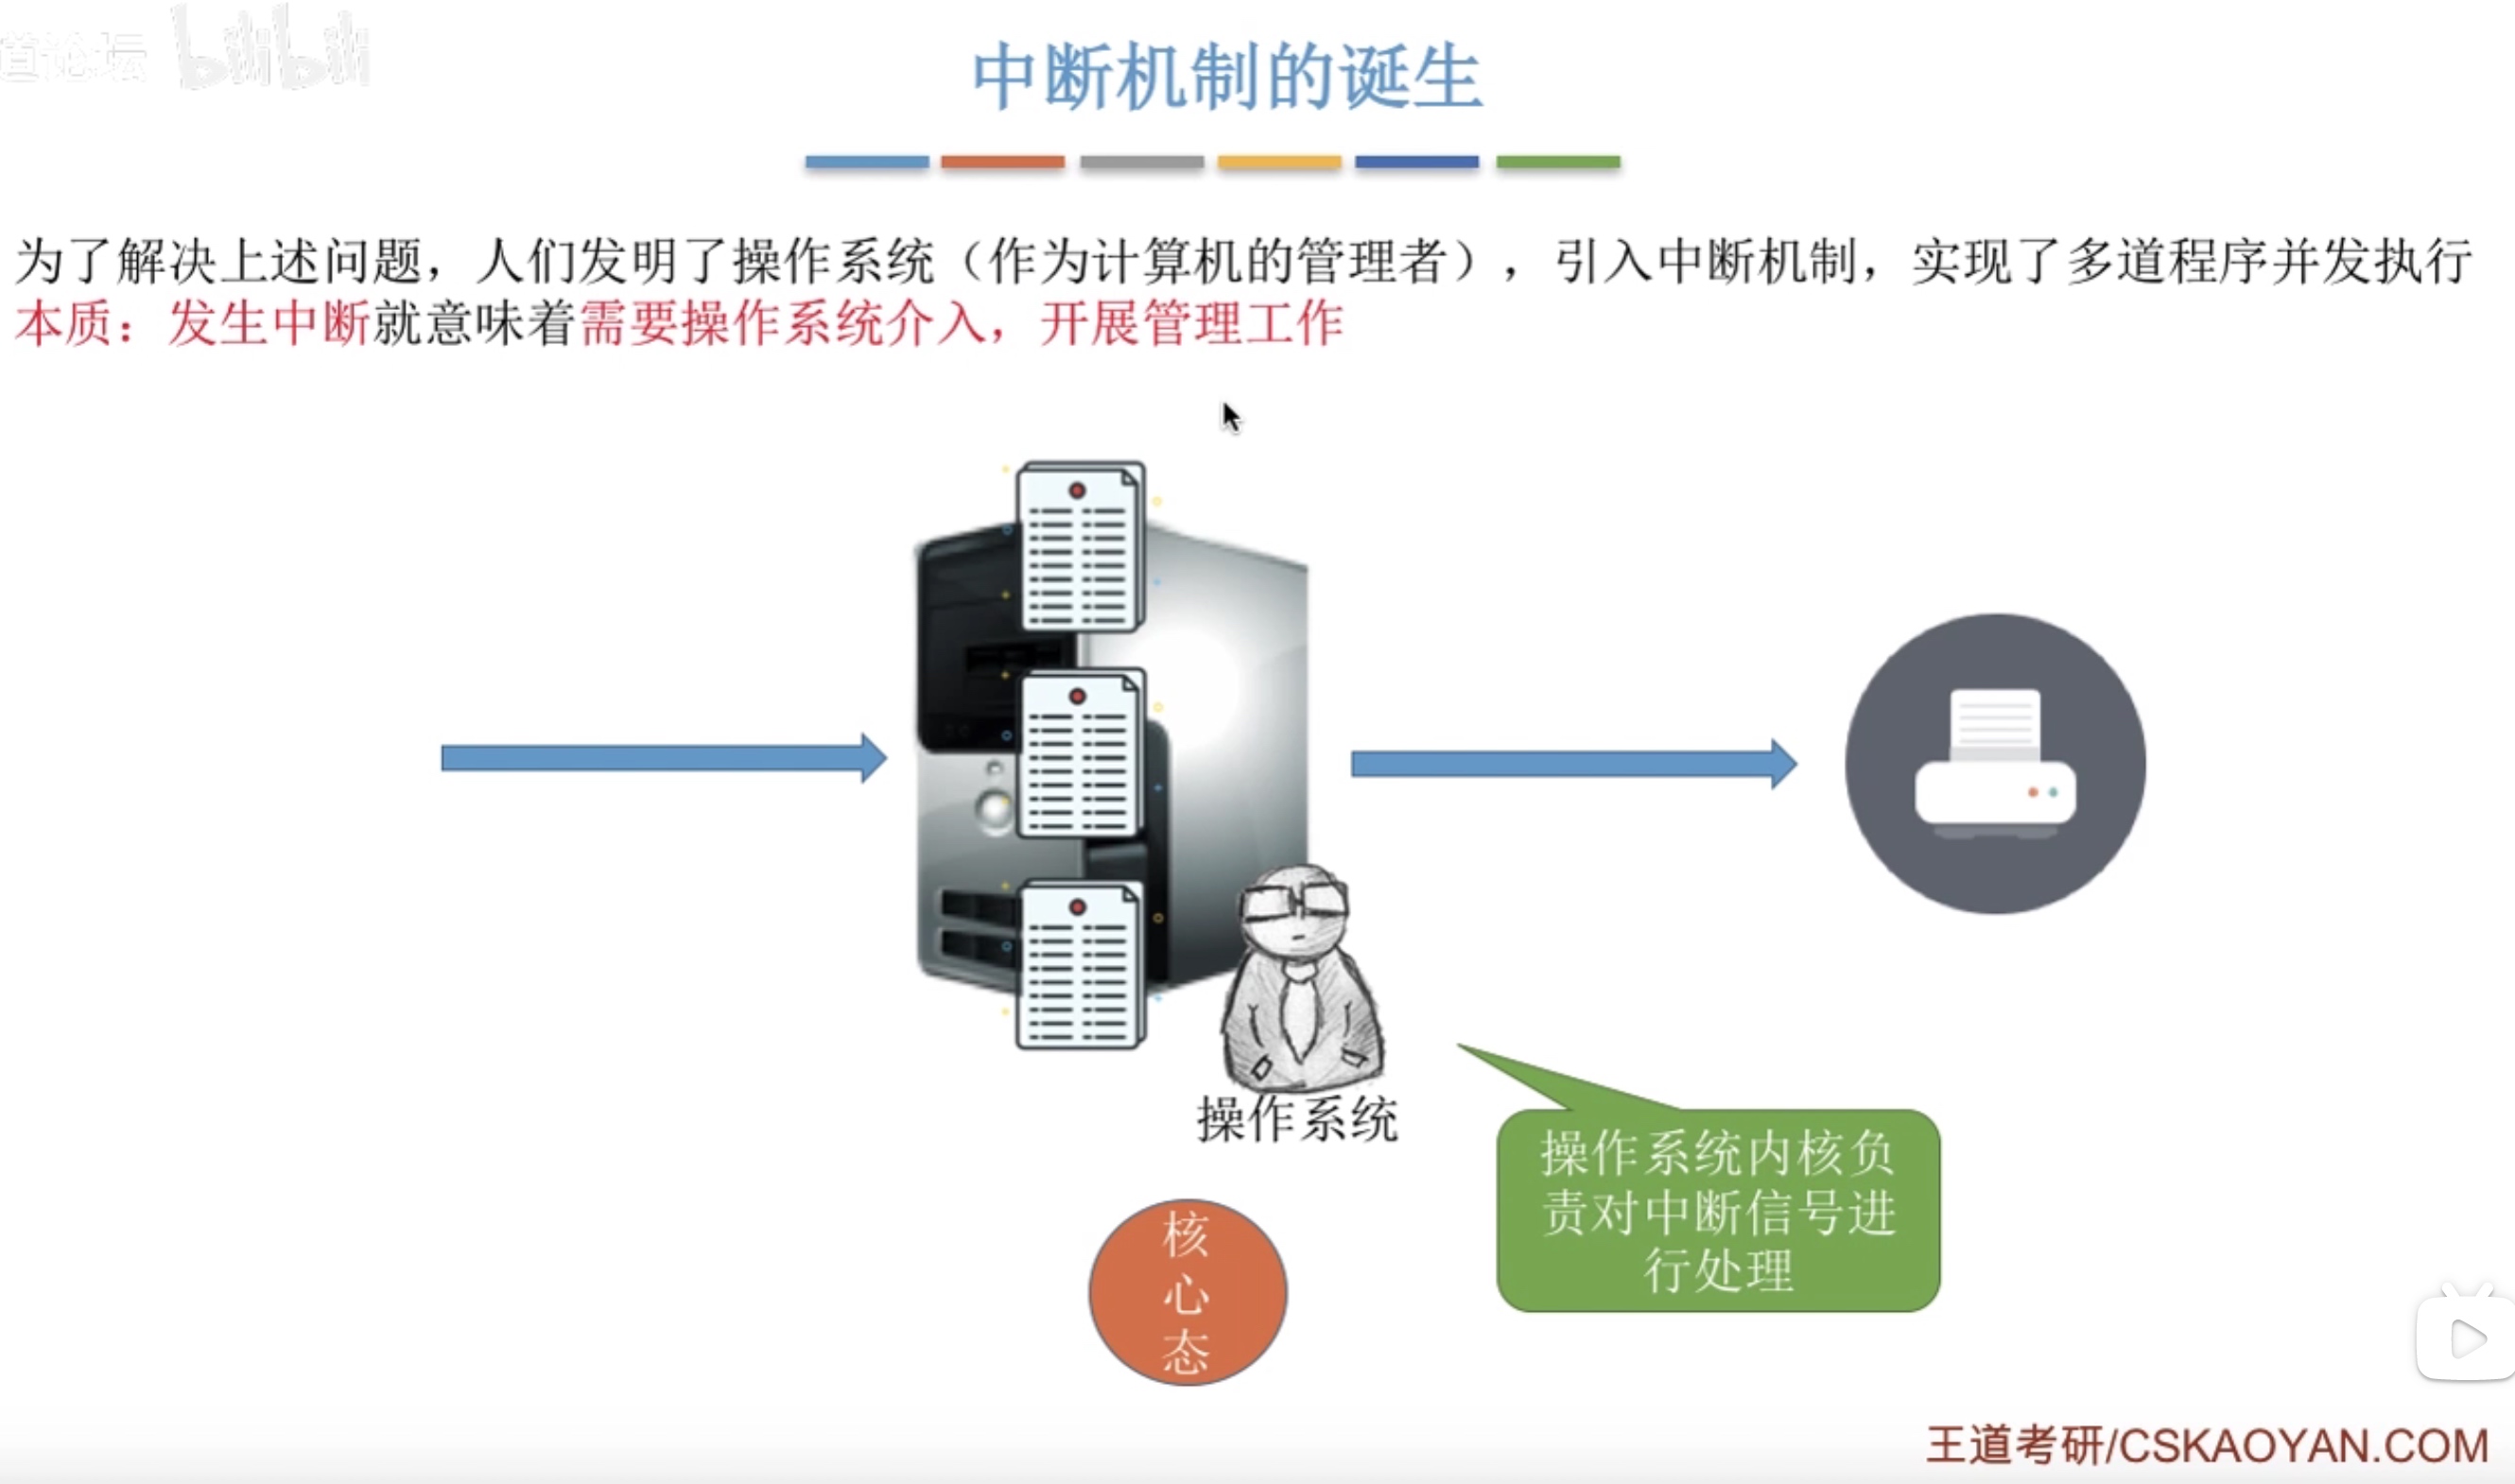 道论坛 bilibili
中断机制的诞生
为了解决上述问题，人们发明了操作系统（作为计算机的管理者），引入中断机制，实现了多道程序并发执行
本质：发生中断就意味着需要操作系统介入，开展管理工作
操作系统
操作系统内核负
责对中断信号进
行处理
核
心
态
王道考研/CSKAOYAN.COM